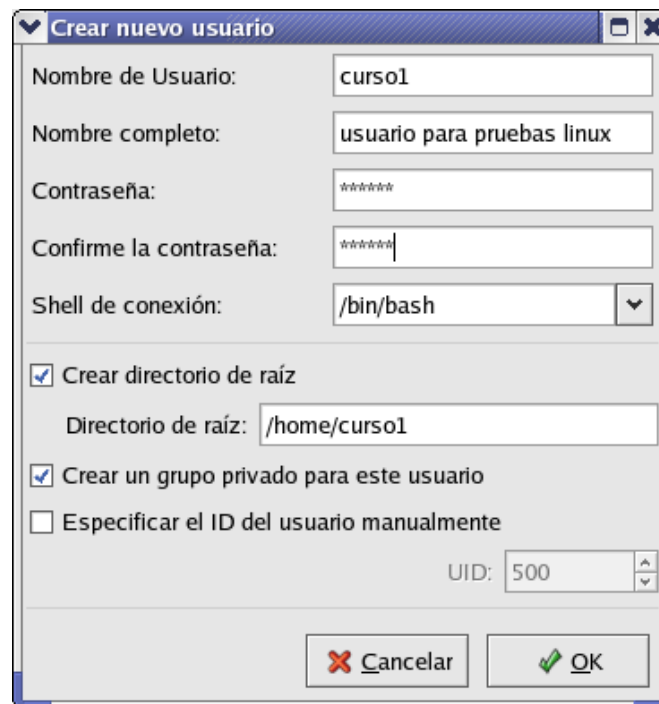 Crear nuevo usuario
Nombre de Usuario: curso1
Nombre completo: usuario para pruebas linux
Contraseña: ******
Confirme la contraseña: ******
Shell de conexión: /bin/bash
Crear directorio de raíz
Directorio de raíz: /home/curso1
Crear un grupo privado para este usuario
Especificar el ID del usuario manualmente
UID: 500
Cancelar OK